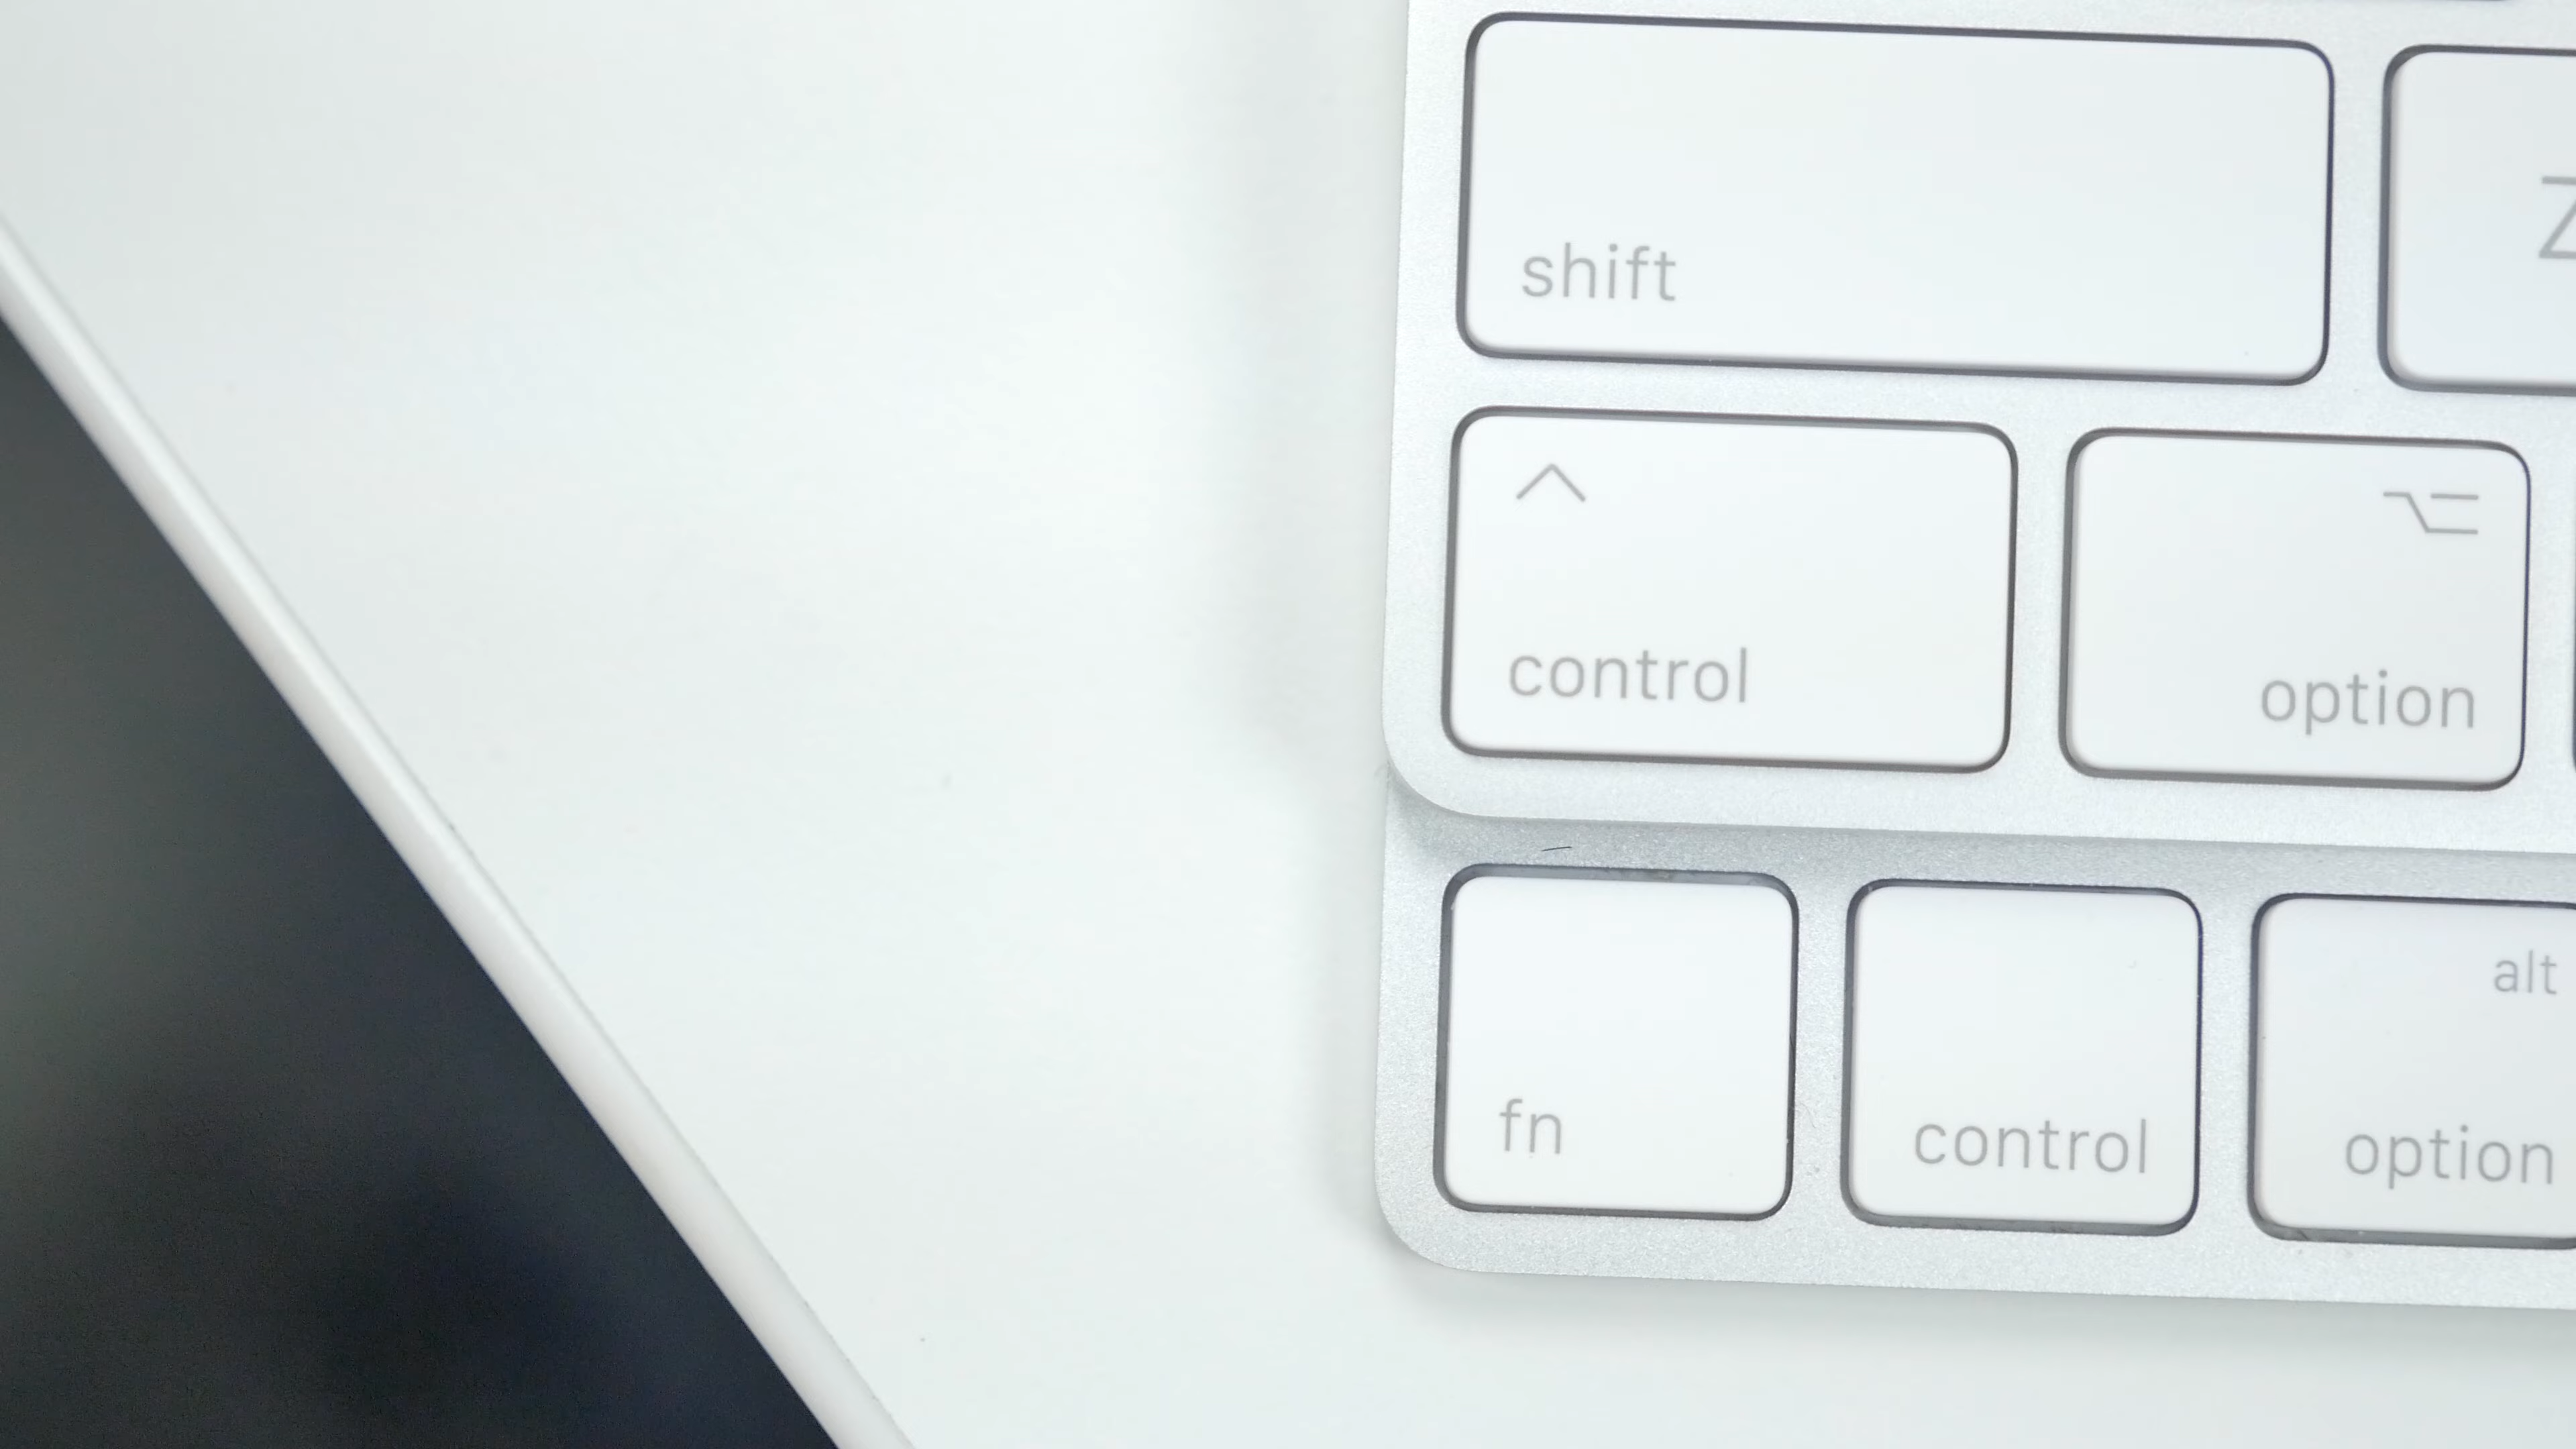 shift
Z
⌃
⌥
control
option
alt
fn
control
option